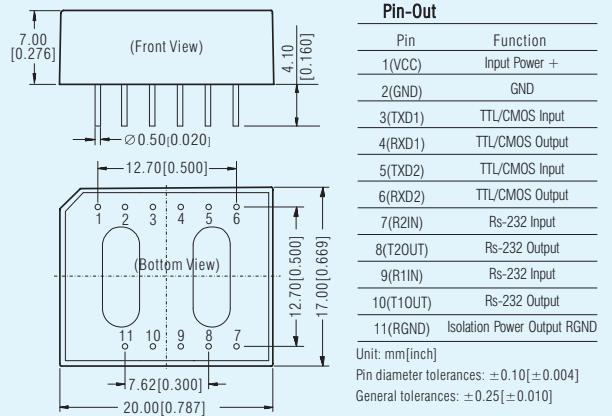 7.00
[0.276]
(Front View)
4.10
[0.160]
⌀0.50[0.020]
12.70[0.500]
1 2 3 4 5 6
(Bottom View)
11 10 9 8 7
7.62[0.300]
20.00[0.787]
12.70[0.500]
17.00[0.669]
Pin-Out
Pin Function
1(VCC) Input Power +
2(GND) GND
3(TXD1) TTL/CMOS Input
4(RXD1) TTL/CMOS Output
5(TXD2) TTL/CMOS Input
6(RXD2) TTL/CMOS Output
7(R2IN) Rs-232 Input
8(T2OUT) Rs-232 Output
9(R1IN) Rs-232 Input
10(T1OUT) Rs-232 Output
11(RGND) Isolation Power Output RGND
Unit: mm[inch]
Pin diameter tolerances: ±0.10[±0.004]
General tolerances: ±0.25[±0.010]